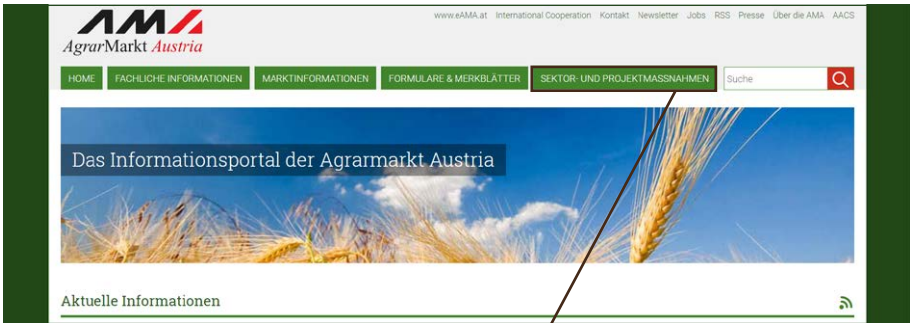 www.eAMA.at International Cooperation Kontakt Newsletter Jobs RSS Presse Über die AMA AACS
AMA
AgrarMarkt Austria
HOME FACHLICHE INFORMATIONEN MARKTINFORMATIONEN FORMULARE & MERKBLÄTTER SEKTOR- UND PROJEKTMASSNAHMEN Suche
Das Informationsportal der Agrarmarkt Austria
Aktuelle Informationen